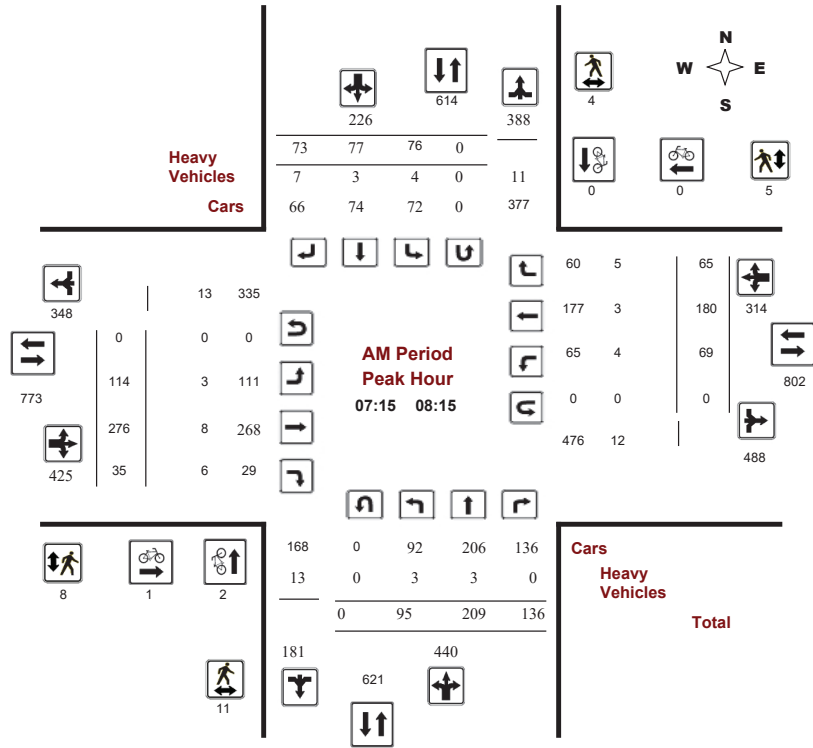 N
W E
S
614
4
226 388
73 77 76 0
Heavy
Vehicles
7 3 4 0 11
0 0 5
Cars 66 74 72 0 377
60 5 65
13 335
348
177 3 180 314
0 0 0
AM Period
Peak Hour
65 4 69
773
114 3 111
802
07:15 08:15
0 0 0
276 8 268
476 12 488
425
35 6 29
168 0 92 206 136 Cars
13 0 3 3 0 Heavy
Vehicles
8 1 2
0 95 209 136 Total
181 440
621
11